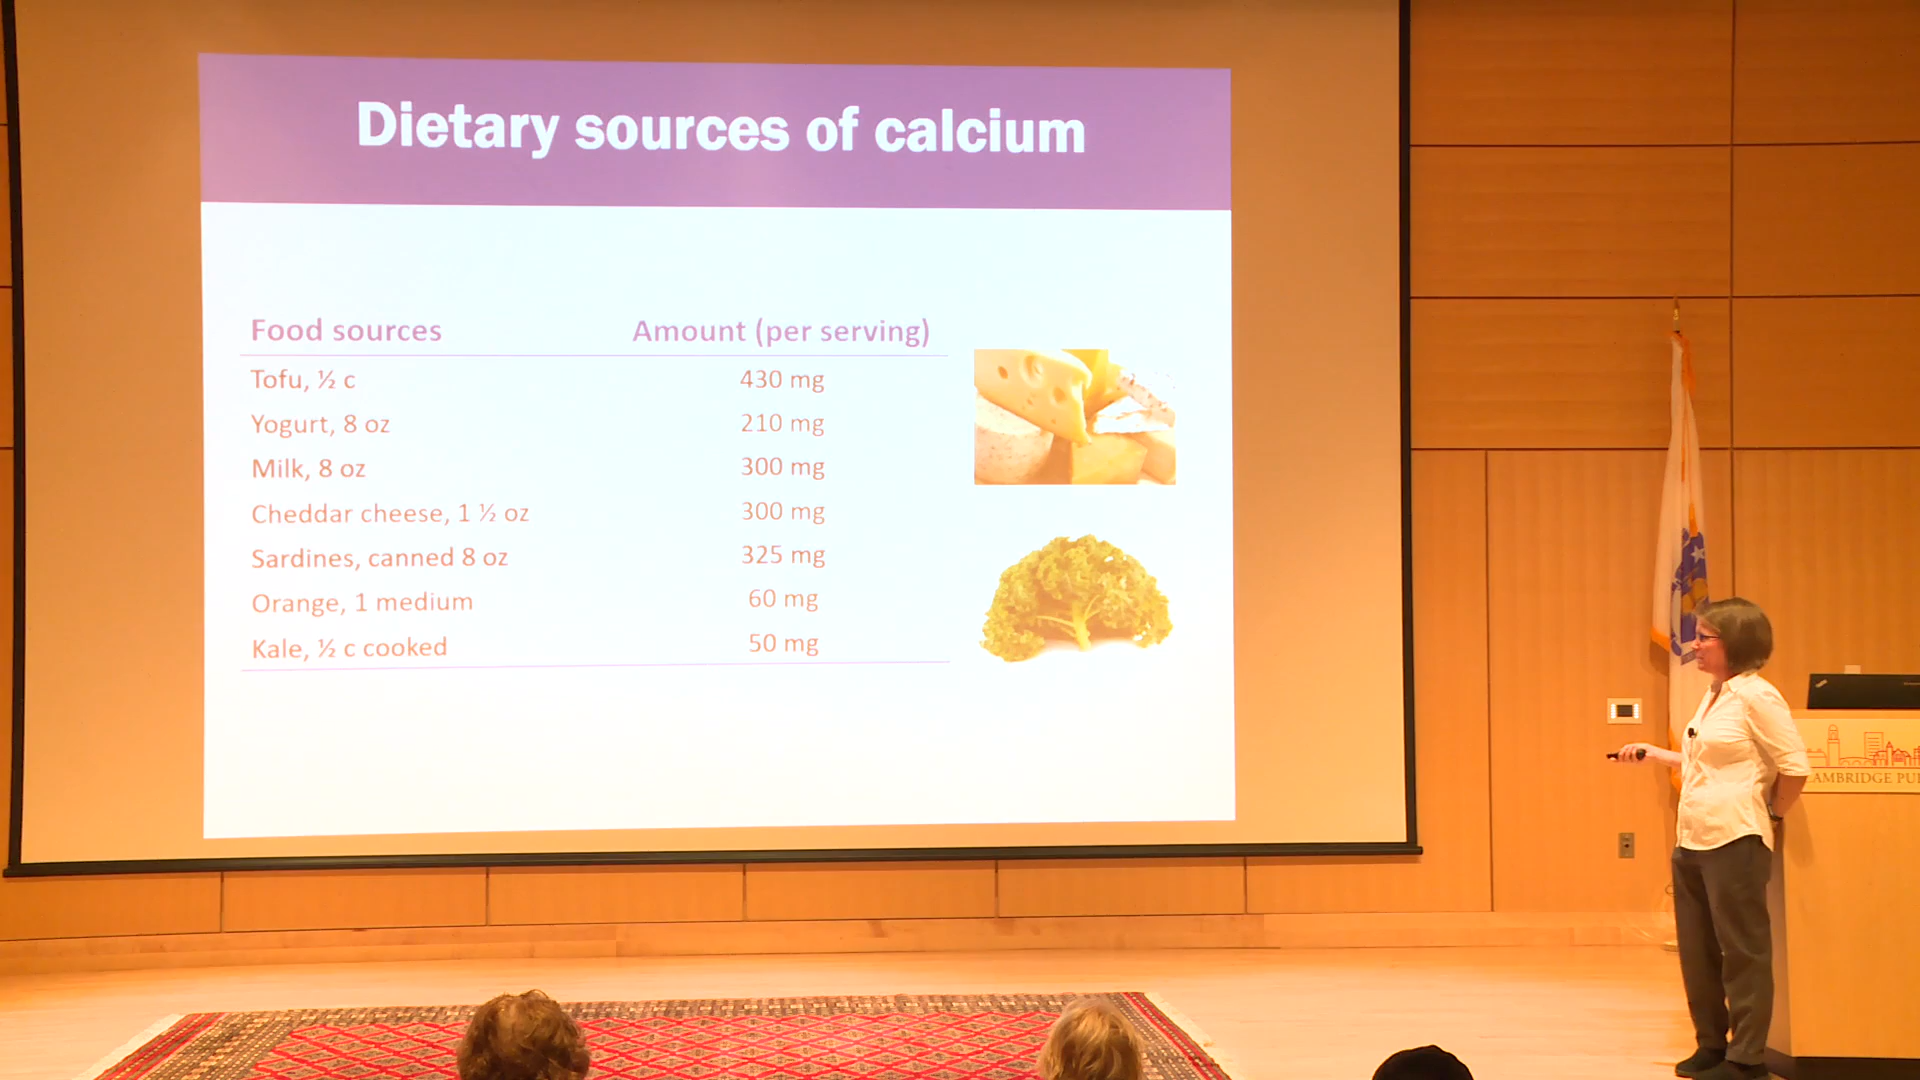 Dietary sources of calcium
Food sources Amount (per serving)
Tofu, ½ c 430 mg
Yogurt, 8 oz 210 mg
Milk, 8 oz 300 mg
Cheddar cheese, 1 ½ oz 300 mg
Sardines, canned 8 oz 325 mg
Orange, 1 medium 60 mg
Kale, ½ c cooked 50 mg
CAMBRIDGE PU